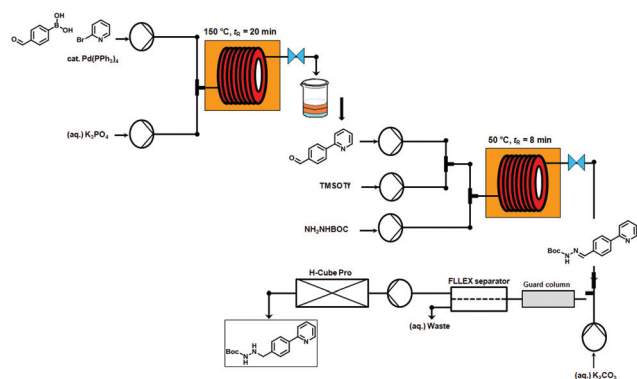 OH
B
OH
Br
N
O
cat. Pd(PPh3)4
150 °C, tR = 20 min
(aq.) K3PO4
N
O
TMSOTf
NH2NHBOC
50 °C, tR = 8 min
N
Boc
N
N
H
H-Cube Pro
FLLEX separator
Guard column
(aq.) Waste
(aq.) K2CO3
N
H
N
Boc
N
H